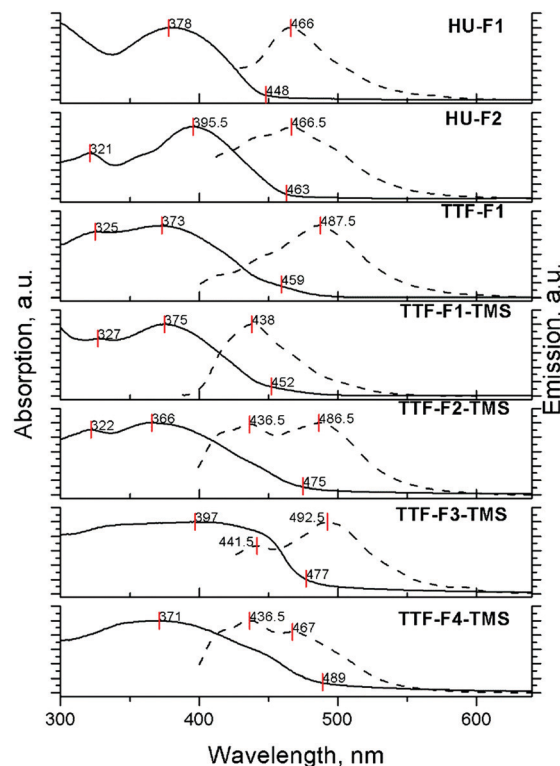 378
466
HU-F1
448
395.5
466.5
HU-F2
321
463
TTF-F1
325
373
487.5
459
TTF-F1-TMS
327
375
438
452
TTF-F2-TMS
322
366
436.5
486.5
475
TTF-F3-TMS
397
441.5
492.5
477
TTF-F4-TMS
371
436.5
467
489
Absorption, a.u.
Emission, a.u.
300 400 500 600
Wavelength, nm